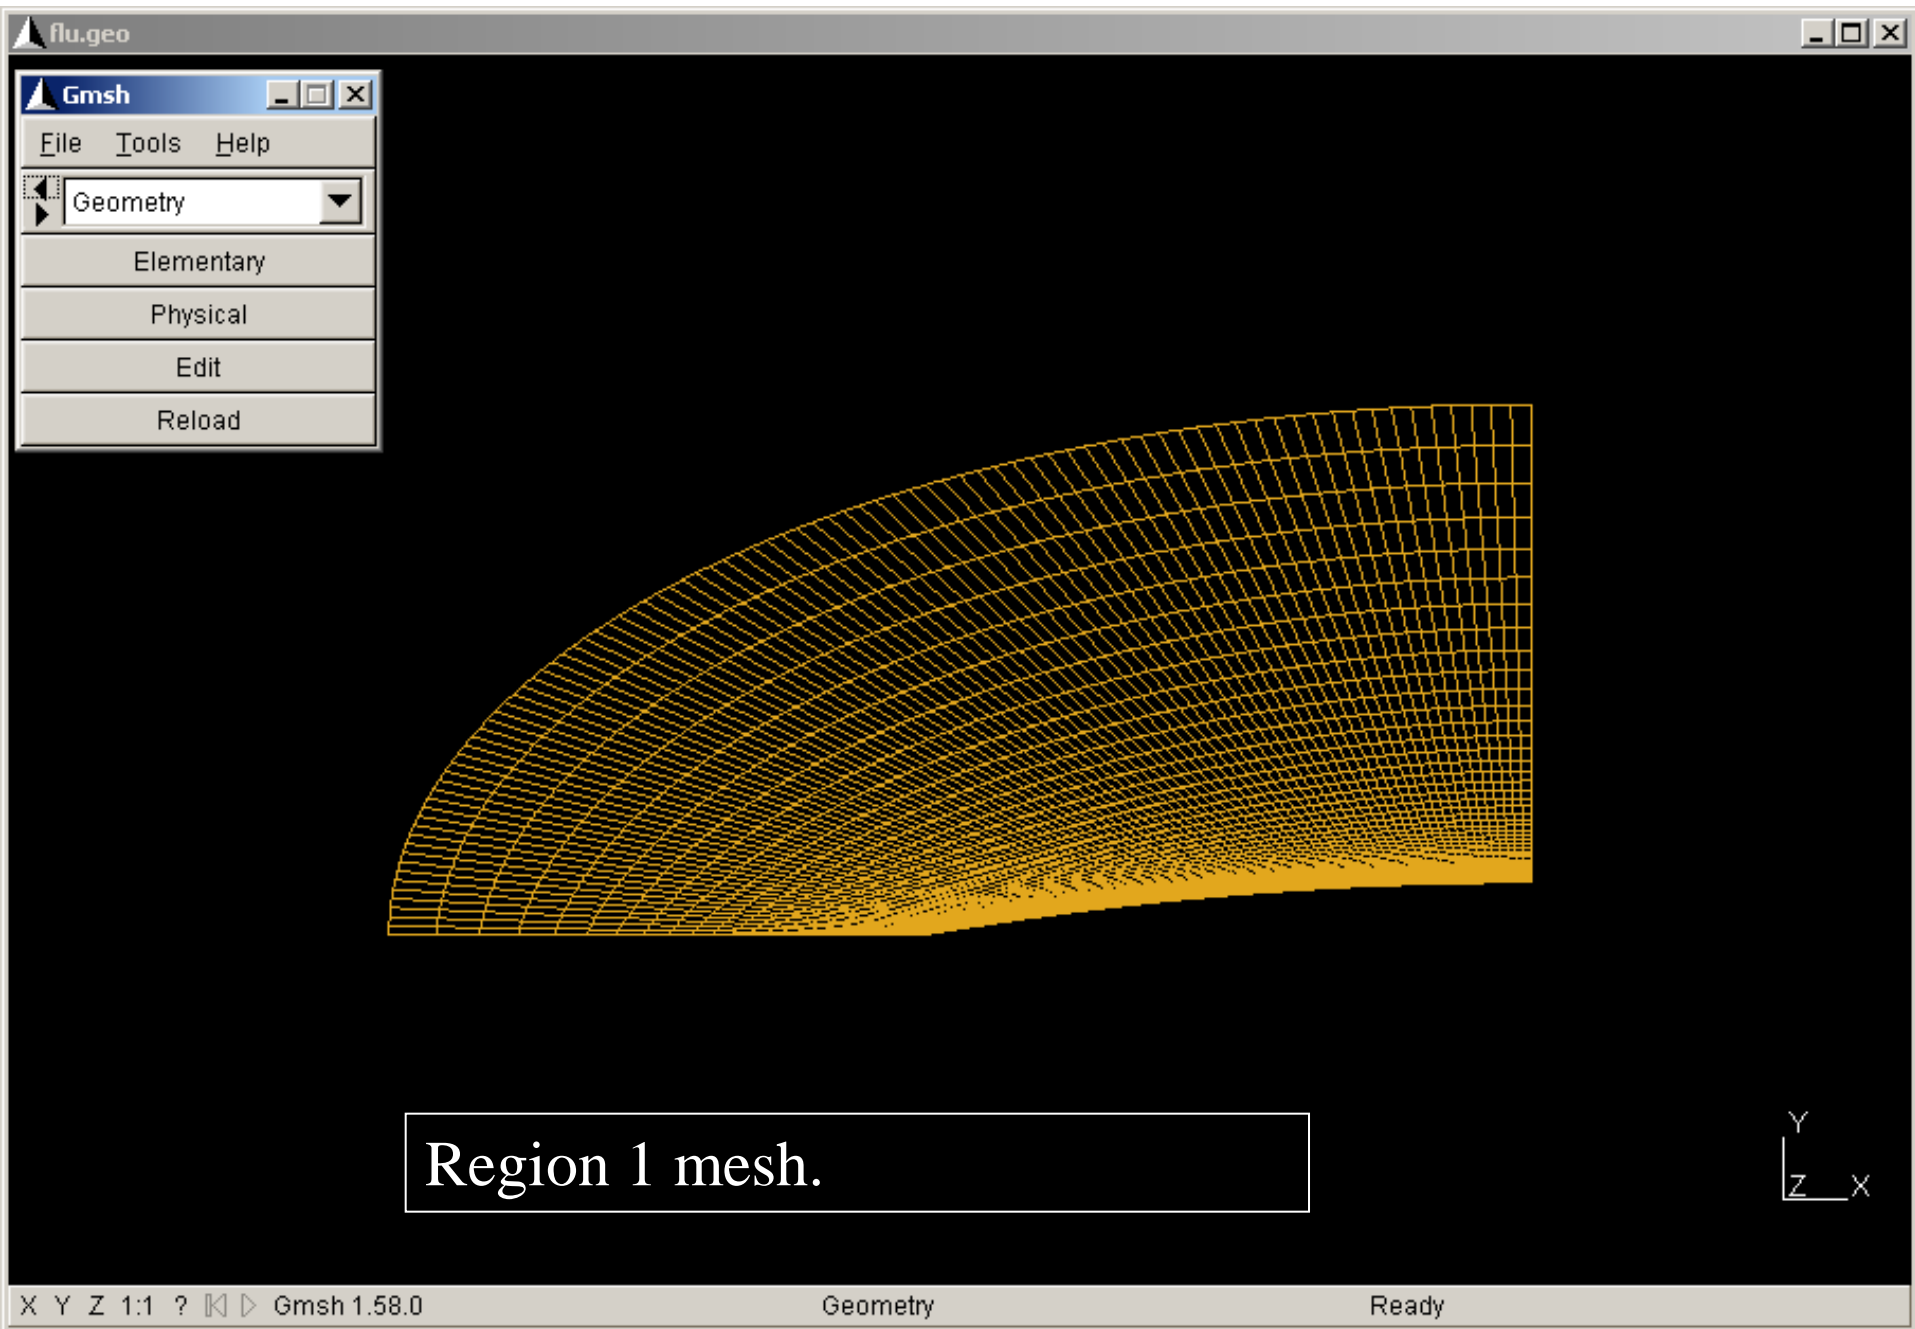 flu.geo
Gmsh
File Tools Help
Geometry
Elementary
Physical
Edit
Reload
Region 1 mesh.
Y
Z X
X Y Z 1:1 ? Gmsh 1.58.0 Geometry Ready